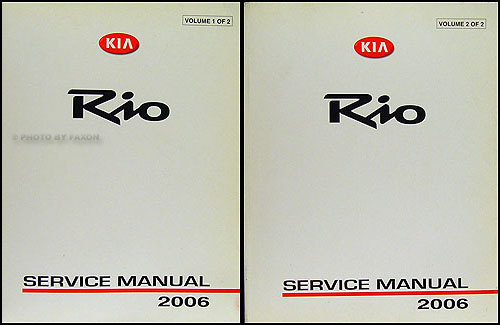 VOLUME 1 OF 2
KIA
Rio
© PHOTO BY FAXON
SERVICE MANUAL
2006
VOLUME 2 OF 2
KIA
Rio
SERVICE MANUAL
2006